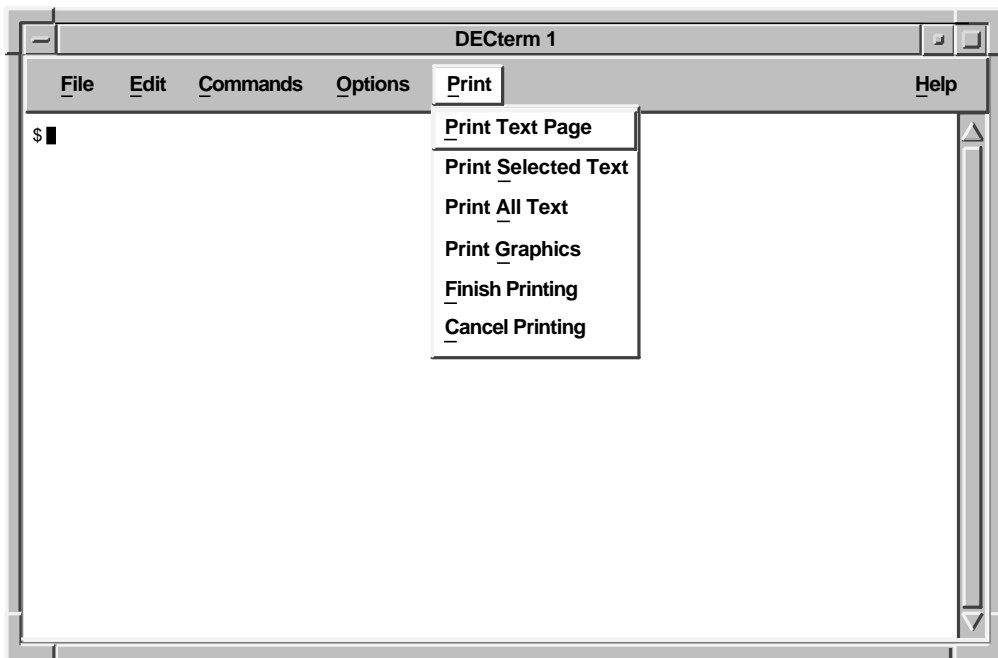 DECterm 1
File Edit Commands Options Print Help
$
Print Text Page
Print Selected Text
Print All Text
Print Graphics
Finish Printing
Cancel Printing